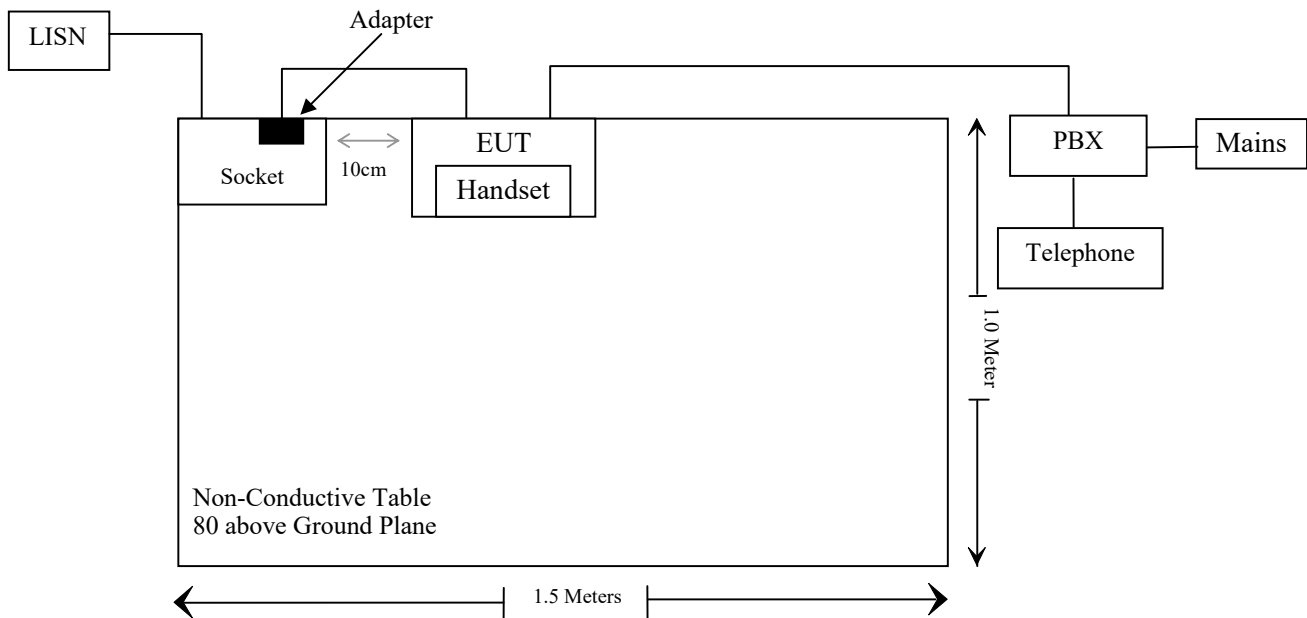 LISN
Adapter
EUT
PBX
Mains
Socket
10cm
Handset
Telephone
1.0 Meter
Non-Conductive Table
80 above Ground Plane
1.5 Meters